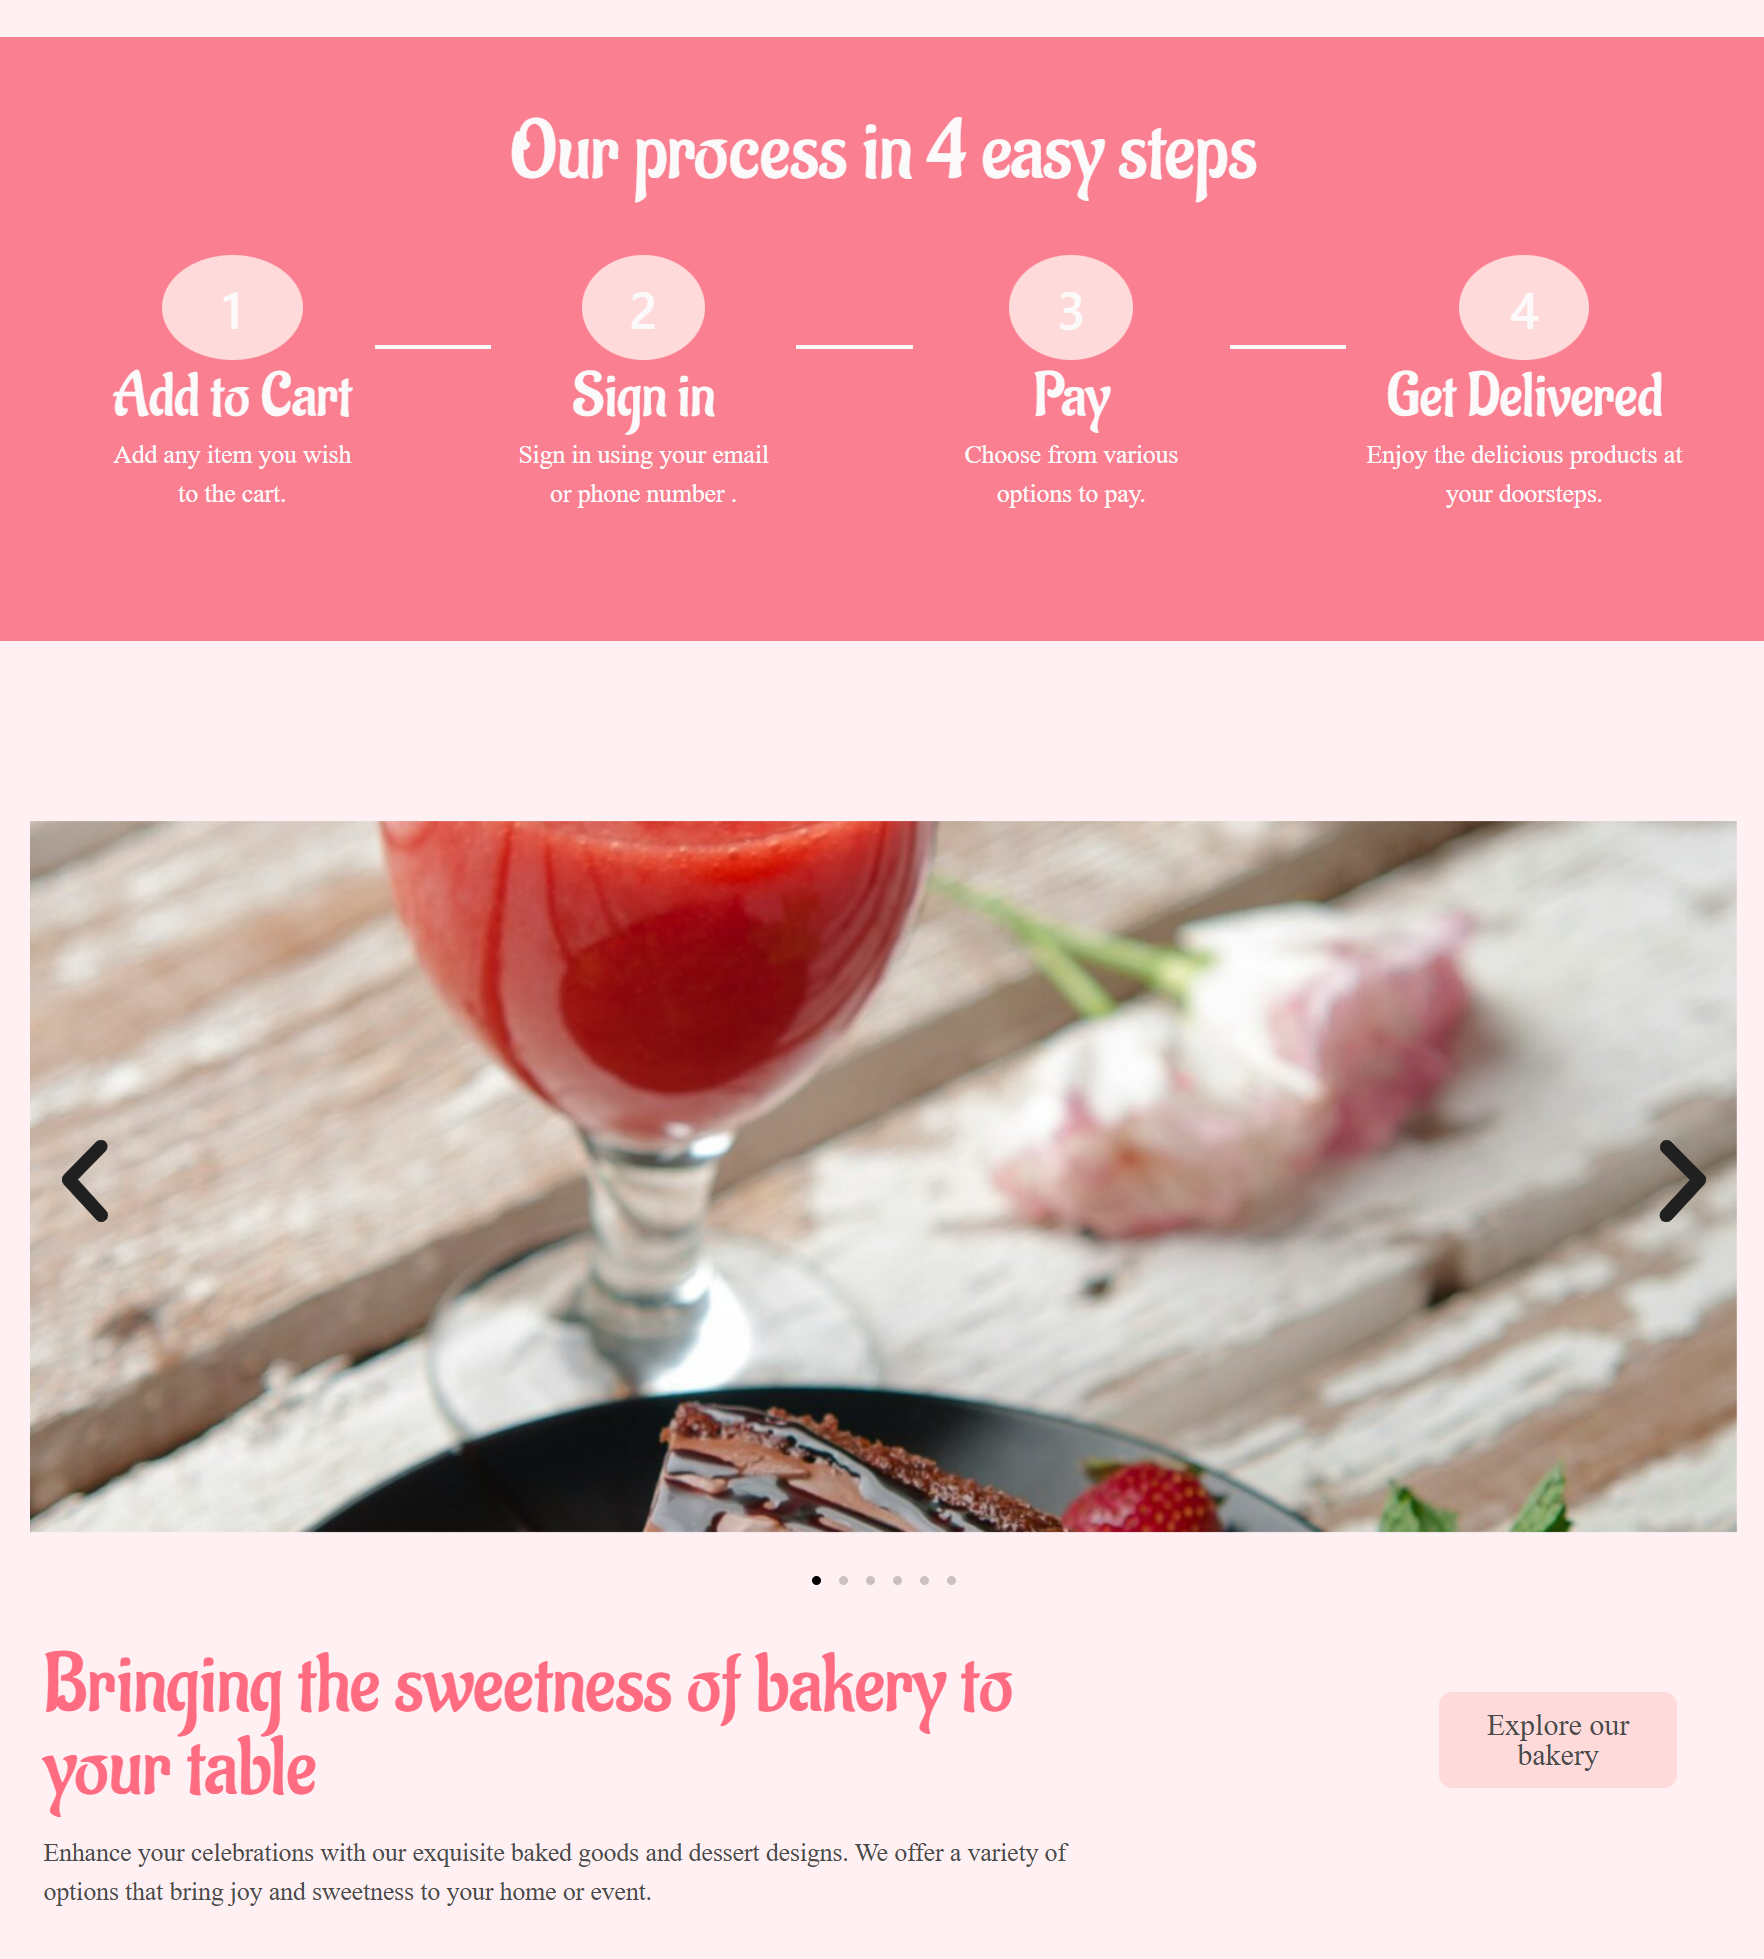 Our process in 4 easy steps
1
2
3
4
Add to Cart
Sign in
Pay
Get Delivered
Add any item you wish
to the cart.
Sign in using your email
or phone number .
Choose from various
options to pay.
Enjoy the delicious products at
your doorsteps.
Bringing the sweetness of bakery to
your table
Explore our
bakery
Enhance your celebrations with our exquisite baked goods and dessert designs. We offer a variety of
options that bring joy and sweetness to your home or event.